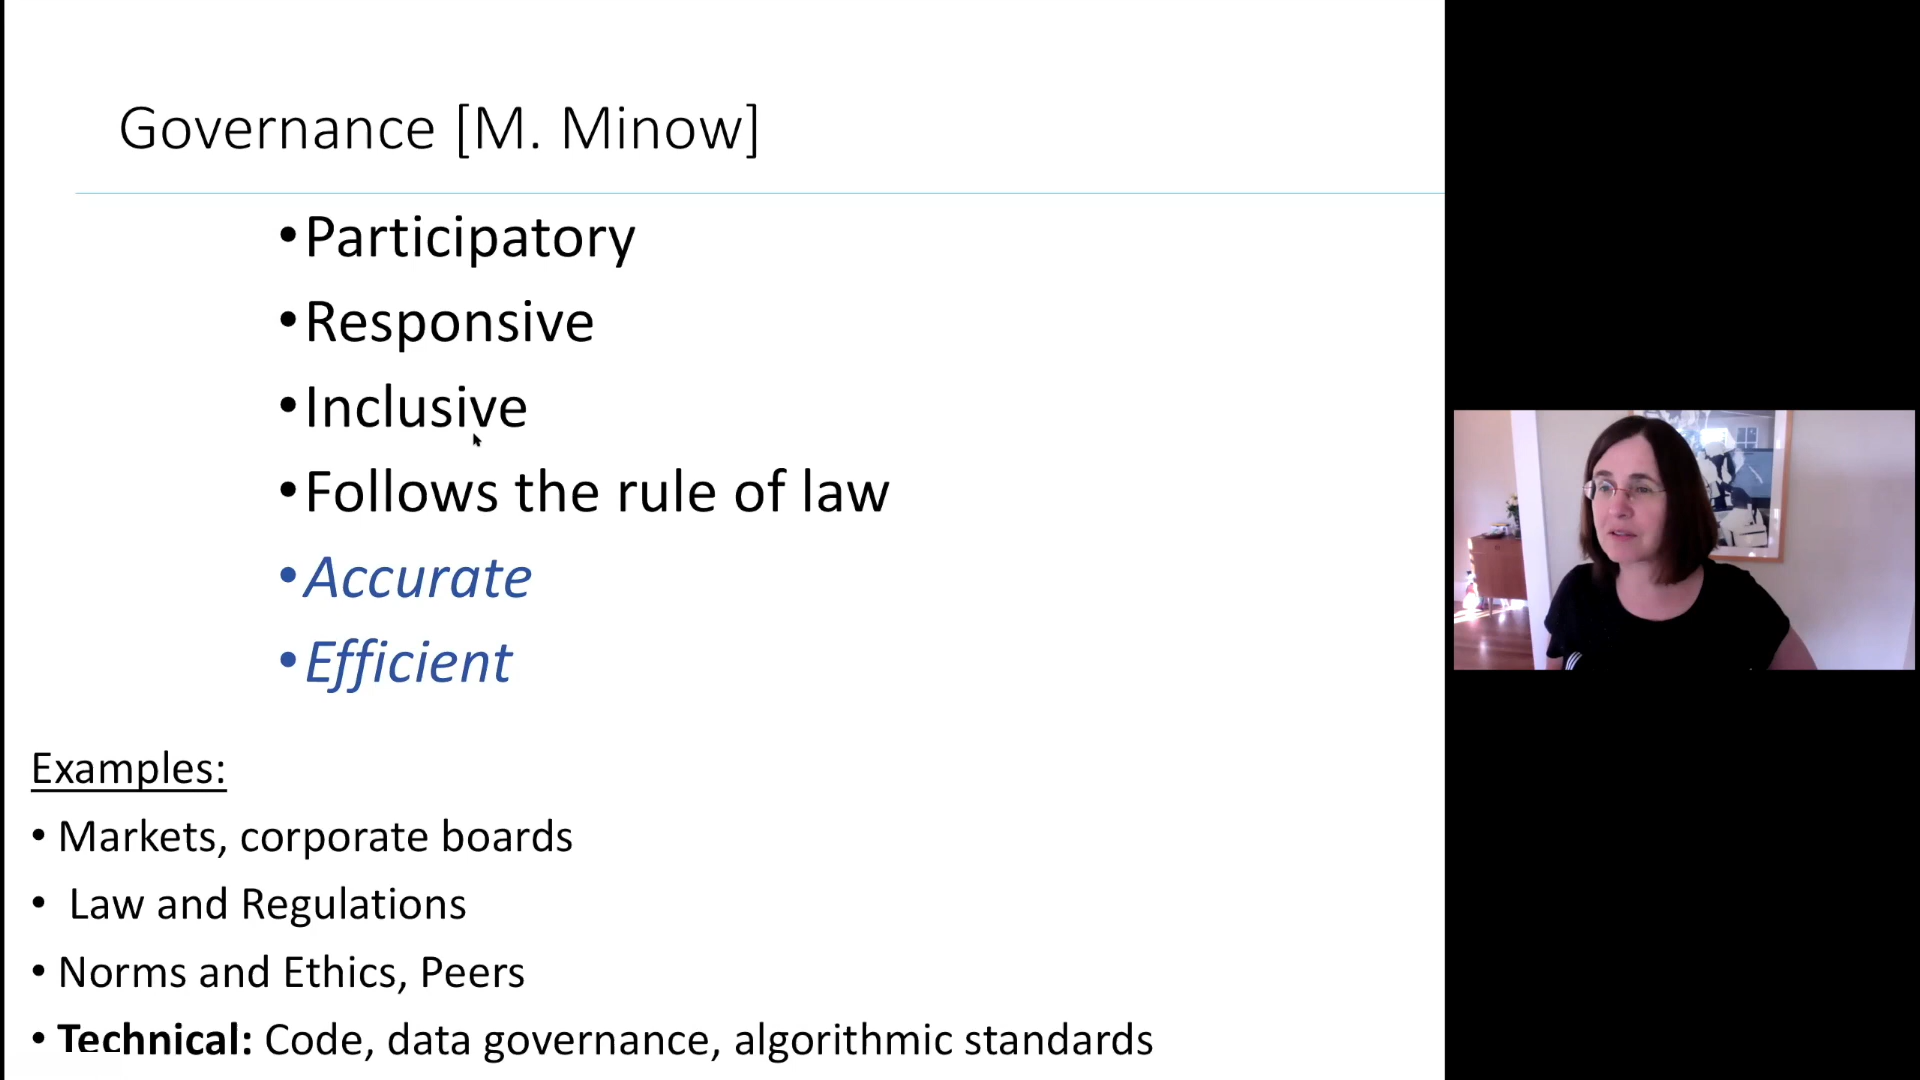 Governance [M. Minow]
•Participatory
•Responsive
•Inclusive
•Follows the rule of law
•Accurate
•Efficient
Examples:
• Markets, corporate boards
• Law and Regulations
• Norms and Ethics, Peers
• Technical: Code, data governance, algorithmic standards